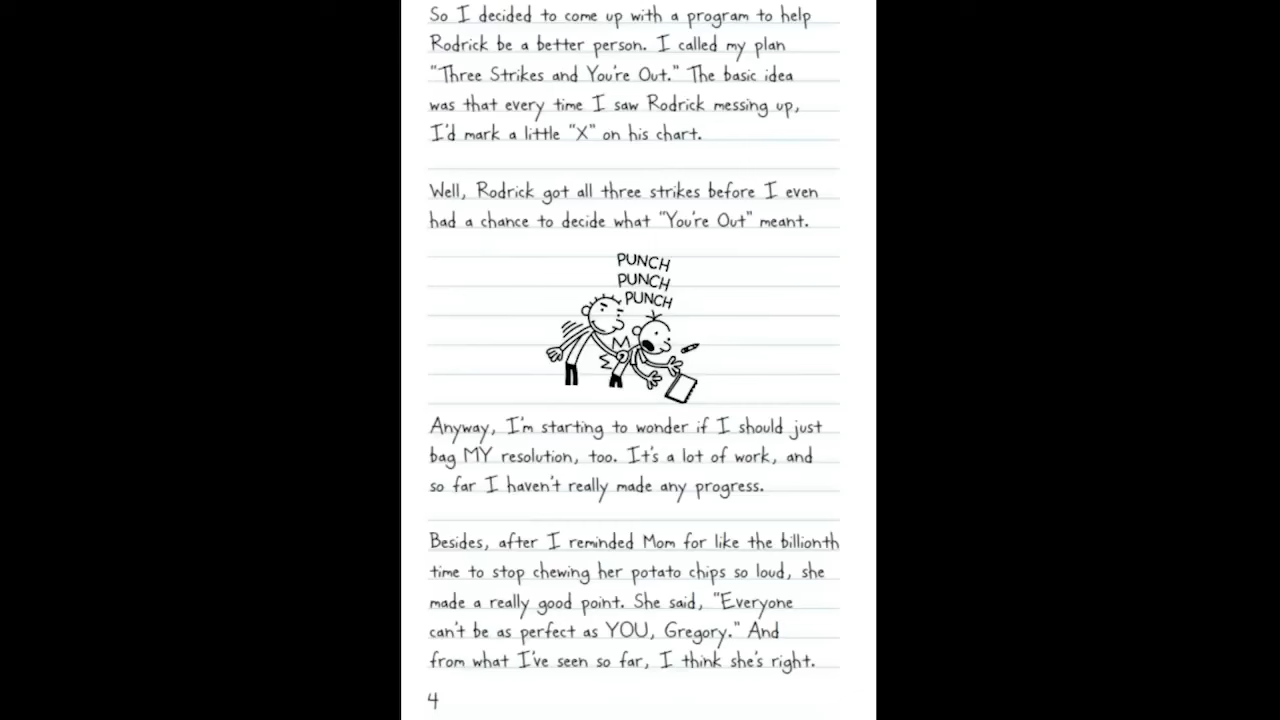 So I decided to come up with a program to help
Rodrick be a better person. I called my plan
"Three Strikes and You're Out." The basic idea
was that every time I saw Rodrick messing up,
I'd mark a little "X" on his chart.
Well, Rodrick got all three strikes before I even
had a chance to decide what "You're Out" meant.
PUNCH
PUNCH
PUNCH
Anyway, I'm starting to wonder if I should just
bag MY resolution, too. It's a lot of work, and
so far I haven't really made any progress.
Besides, after I reminded Mom for like the billionth
time to stop chewing her potato chips so loud, she
made a really good point. She said, "Everyone
can't be as perfect as YOU, Gregory." And
from what I've seen so far, I think she's right.
4